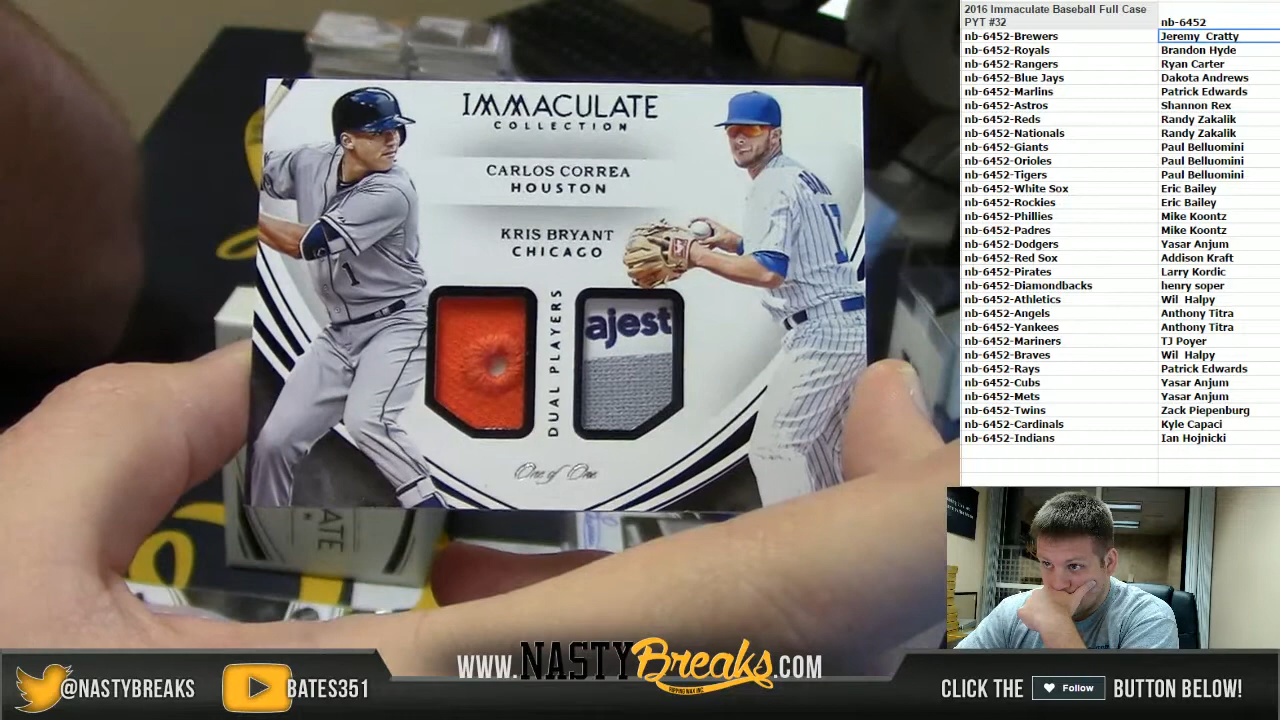 IMMACULATE
COLLECTION
CARLOS CORREA
HOUSTON
KRIS BRYANT
CHICAGO
DUAL PLAYERS
ajest
One of One
1
17
ATE
2016 Immaculate Baseball Full Case
PYT #32 nb-6452
nb-6452-Brewers Jeremy Cratty
nb-6452-Royals Brandon Hyde
nb-6452-Rangers Ryan Carter
nb-6452-Blue Jays Dakota Andrews
nb-6452-Marlins Patrick Edwards
nb-6452-Astros Shannon Rex
nb-6452-Reds Randy Zakalik
nb-6452-Nationals Randy Zakalik
nb-6452-Giants Paul Belluomini
nb-6452-Orioles Paul Belluomini
nb-6452-Tigers Paul Belluomini
nb-6452-White Sox Eric Bailey
nb-6452-Rockies Eric Bailey
nb-6452-Phillies Mike Koontz
nb-6452-Padres Mike Koontz
nb-6452-Dodgers Yasar Anjum
nb-6452-Red Sox Addison Kraft
nb-6452-Pirates Larry Kordic
nb-6452-Diamondbacks henry soper
nb-6452-Athletics Wil Halpy
nb-6452-Angels Anthony Titra
nb-6452-Yankees Anthony Titra
nb-6452-Mariners TJ Poyer
nb-6452-Braves Wil Halpy
nb-6452-Rays Patrick Edwards
nb-6452-Cubs Yasar Anjum
nb-6452-Mets Yasar Anjum
nb-6452-Twins Zack Piepenburg
nb-6452-Cardinals Kyle Capaci
nb-6452-Indians Ian Hojnicki
@NASTYBREAKS
BATES351
WWW.NASTYBreaks.COM
RIPPING WAX INC
CLICK THE Follow BUTTON BELOW!